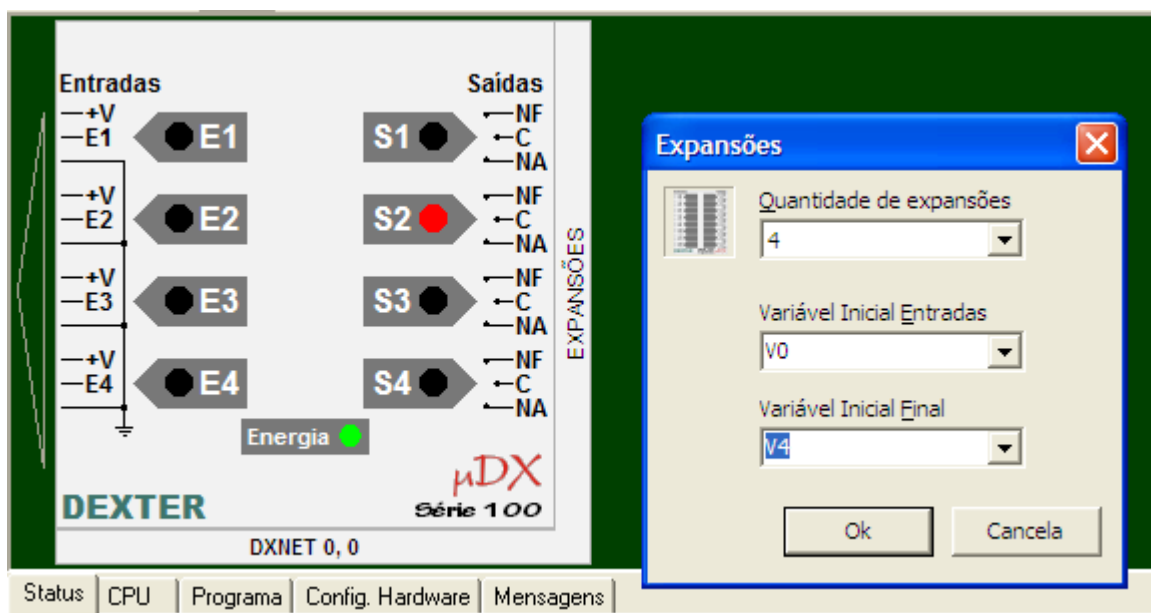 Entradas
Saídas
+V
E1
E1
S1
NF
C
NA
+V
E2
E2
S2
NF
C
NA
+V
E3
E3
S3
NF
C
NA
+V
E4
E4
S4
NF
C
NA
EXPANSÕES
Energia
µDX
DEXTER
Série 100
DXNET 0, 0
Expansões
Quantidade de expansões
4
Variável Inicial Entradas
V0
Variável Inicial Final
V4
Ok
Cancela
Status
CPU
Programa
Config. Hardware
Mensagens